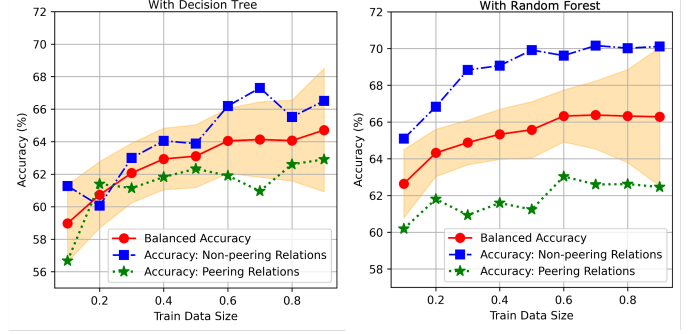 With Decision Tree
72
70
68
66
64
62
60
58
56
Accuracy (%)
0.2
0.4
0.6
0.8
Train Data Size
Balanced Accuracy
Accuracy: Non-peering Relations
Accuracy: Peering Relations
With Random Forest
72
70
68
66
64
62
60
58
Accuracy (%)
0.2
0.4
0.6
0.8
Train Data Size
Balanced Accuracy
Accuracy: Non-peering Relations
Accuracy: Peering Relations